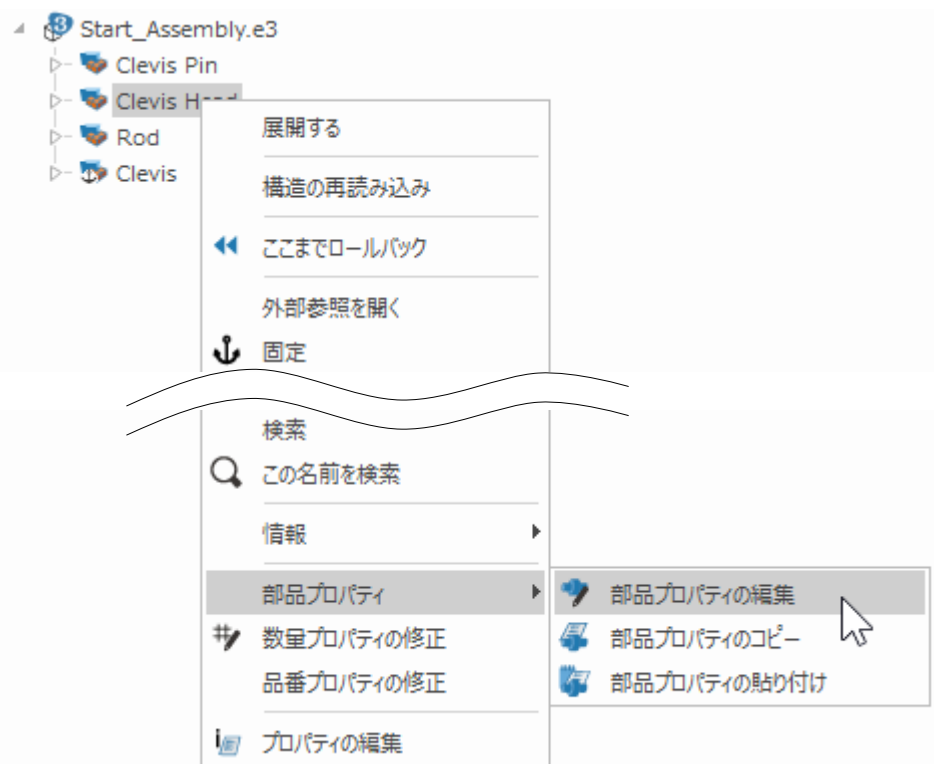 Start_Assembly.e3
Clevis Pin
Clevis Head
Rod
Clevis
展開する
構造の再読み込み
ここまでロールバック
外部参照を開く
固定
検索
この名前を検索
情報
部品プロパティ
部品プロパティの編集
数量プロパティの修正
部品プロパティのコピー
品番プロパティの修正
部品プロパティの貼り付け
プロパティの編集